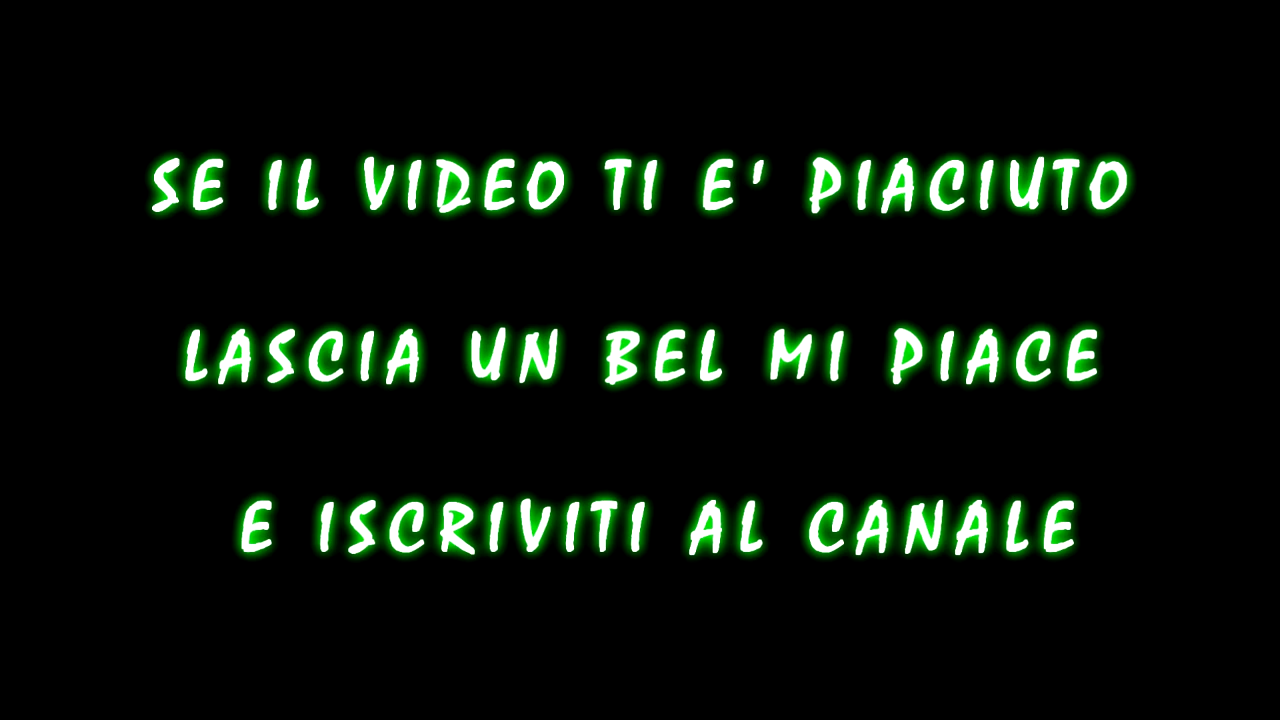 SE IL VIDEO TI E' PIACIUTO
LASCIA UN BEL MI PIACE
E ISCRIVITI AL CANALE